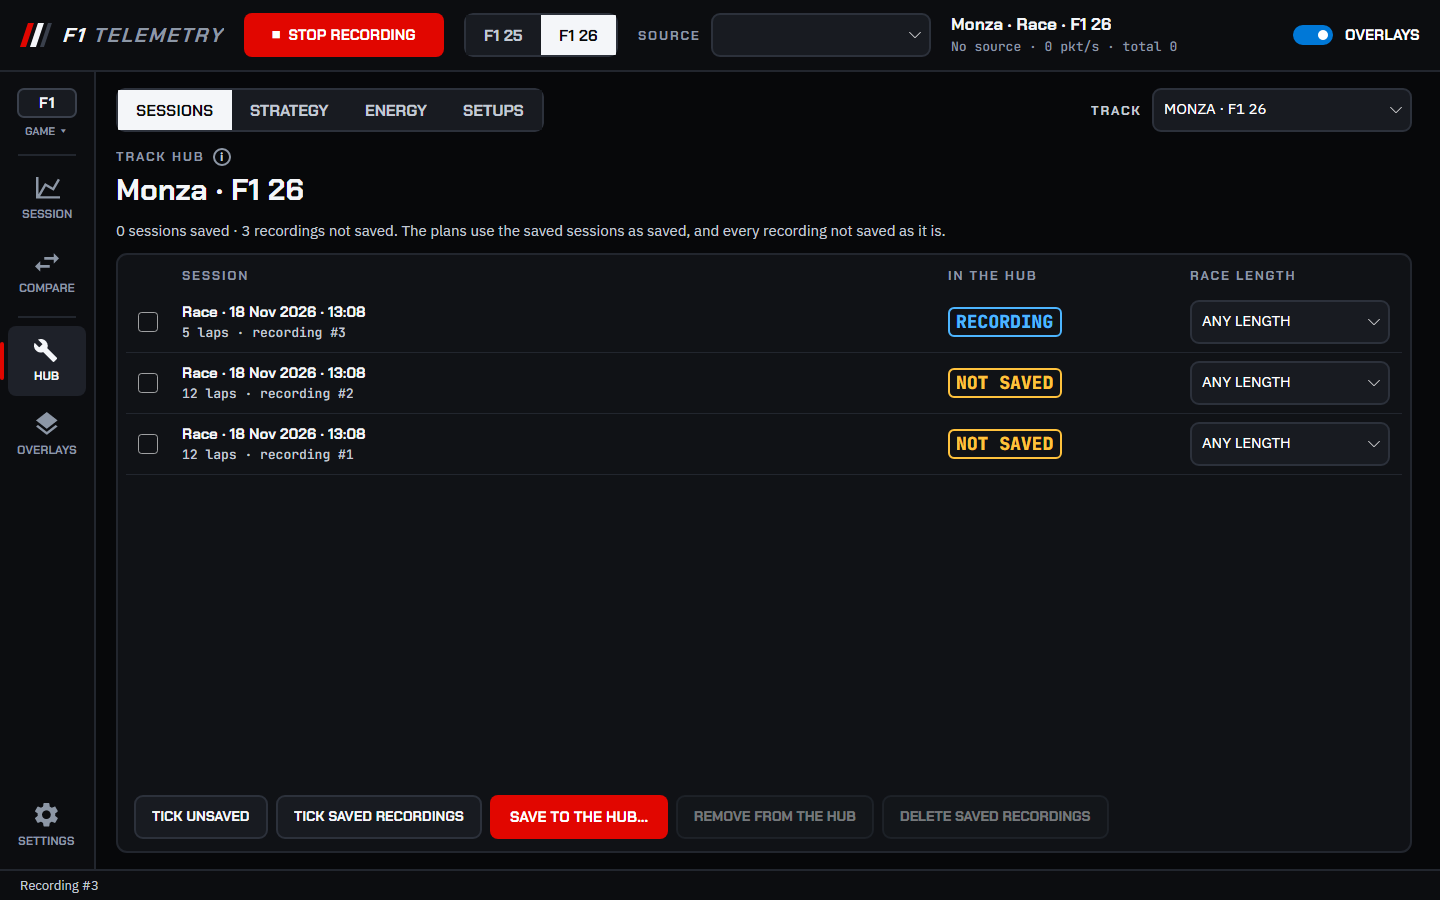 F1 TELEMETRY
STOP RECORDING
F1 25
F1 26
SOURCE
Monza · Race · F1 26
No source · 0 pkt/s · total 0
OVERLAYS
F1
GAME
SESSION
COMPARE
HUB
OVERLAYS
SETTINGS
SESSIONS
STRATEGY
ENERGY
SETUPS
TRACK
MONZA · F1 26
TRACK HUB
Monza · F1 26
0 sessions saved · 3 recordings not saved. The plans use the saved sessions as saved, and every recording not saved as it is.
SESSION
IN THE HUB
RACE LENGTH
Race · 18 Nov 2026 · 13:08
5 laps · recording #3
RECORDING
ANY LENGTH
Race · 18 Nov 2026 · 13:08
12 laps · recording #2
NOT SAVED
ANY LENGTH
Race · 18 Nov 2026 · 13:08
12 laps · recording #1
NOT SAVED
ANY LENGTH
TICK UNSAVED
TICK SAVED RECORDINGS
SAVE TO THE HUB...
REMOVE FROM THE HUB
DELETE SAVED RECORDINGS
Recording #3